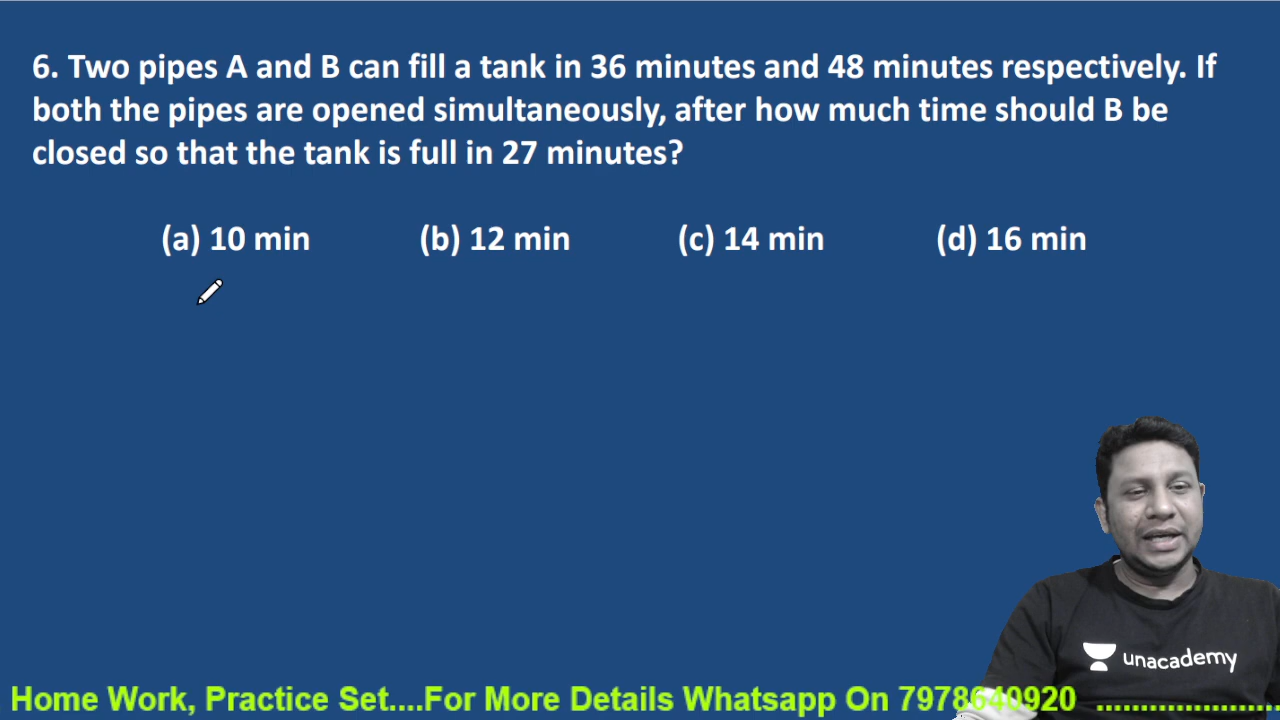 6. Two pipes A and B can fill a tank in 36 minutes and 48 minutes respectively. If
both the pipes are opened simultaneously, after how much time should B be
closed so that the tank is full in 27 minutes?
(a) 10 min (b) 12 min (c) 14 min (d) 16 min
unacademy
Home Work, Practice Set....For More Details Whatsapp On 7978640920 ......................